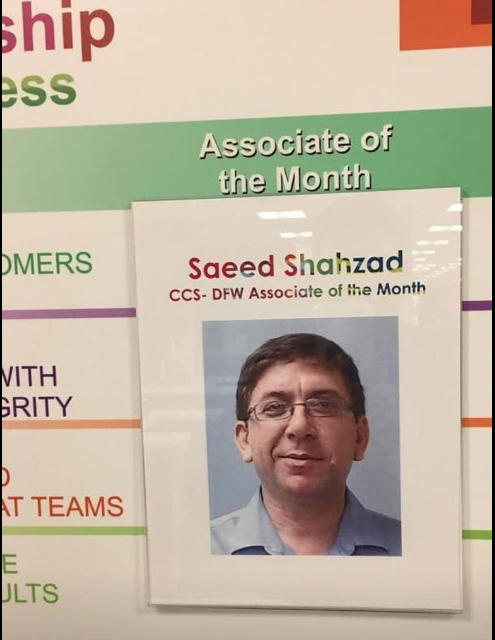 ship
ess
Associate of
the Month
OMERS
Saeed Shahzad
CCS- DFW Associate of the Month
WITH
GRITY
AT TEAMS
E
ULTS